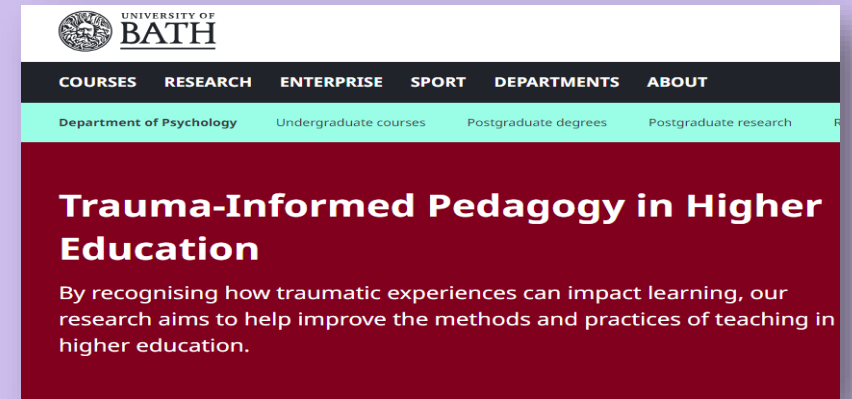 UNIVERSITY OF
BATH
COURSES RESEARCH ENTERPRISE SPORT DEPARTMENTS ABOUT
Department of Psychology Undergraduate courses Postgraduate degrees Postgraduate research
Trauma-Informed Pedagogy in Higher
Education
By recognising how traumatic experiences can impact learning, our
research aims to help improve the methods and practices of teaching in
higher education.